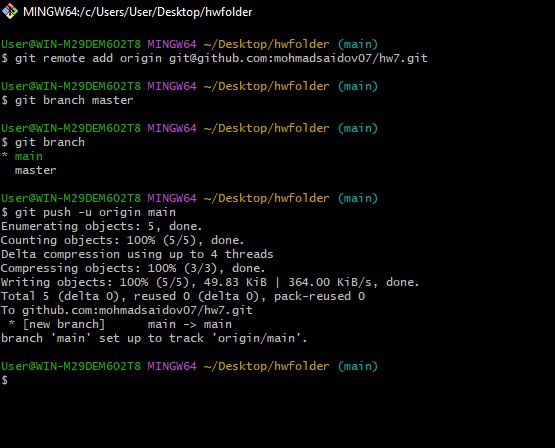 MINGW64:/c/Users/User/Desktop/hwfolder
User@WIN-M29DEM6O2T8 MINGW64 ~/Desktop/hwfolder (main)
$ git remote add origin git@github.com:mohmadsaidov07/hw7.git
User@WIN-M29DEM6O2T8 MINGW64 ~/Desktop/hwfolder (main)
$ git branch master
User@WIN-M29DEM6O2T8 MINGW64 ~/Desktop/hwfolder (main)
$ git branch
* main
master
User@WIN-M29DEM6O2T8 MINGW64 ~/Desktop/hwfolder (main)
$ git push -u origin main
Enumerating objects: 5, done.
Counting objects: 100% (5/5), done.
Delta compression using up to 4 threads
Compressing objects: 100% (3/3), done.
Writing objects: 100% (5/5), 49.83 KiB | 364.00 KiB/s, done.
Total 5 (delta 0), reused 0 (delta 0), pack-reused 0
To github.com:mohmadsaidov07/hw7.git
* [new branch]      main -> main
branch 'main' set up to track 'origin/main'.
User@WIN-M29DEM6O2T8 MINGW64 ~/Desktop/hwfolder (main)
$